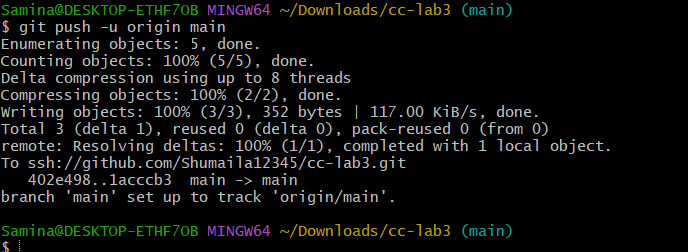 Samina@DESKTOP-ETHF7OB MINGW64 ~/Downloads/cc-lab3 (main)
$ git push -u origin main
Enumerating objects: 5, done.
Counting objects: 100% (5/5), done.
Delta compression using up to 8 threads
Compressing objects: 100% (2/2), done.
Writing objects: 100% (3/3), 352 bytes | 117.00 KiB/s, done.
Total 3 (delta 1), reused 0 (delta 0), pack-reused 0 (from 0)
remote: Resolving deltas: 100% (1/1), completed with 1 local object.
To ssh://github.com/Shumaila12345/cc-lab3.git
   402e498..1acccb3  main -> main
branch 'main' set up to track 'origin/main'.
Samina@DESKTOP-ETHF7OB MINGW64 ~/Downloads/cc-lab3 (main)
$